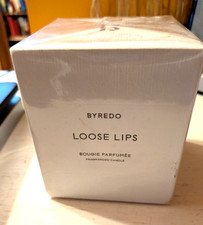 BYREDO
LOOSE LIPS
BOUGIE PARFUMÉE
FRAGRANCED CANDLE